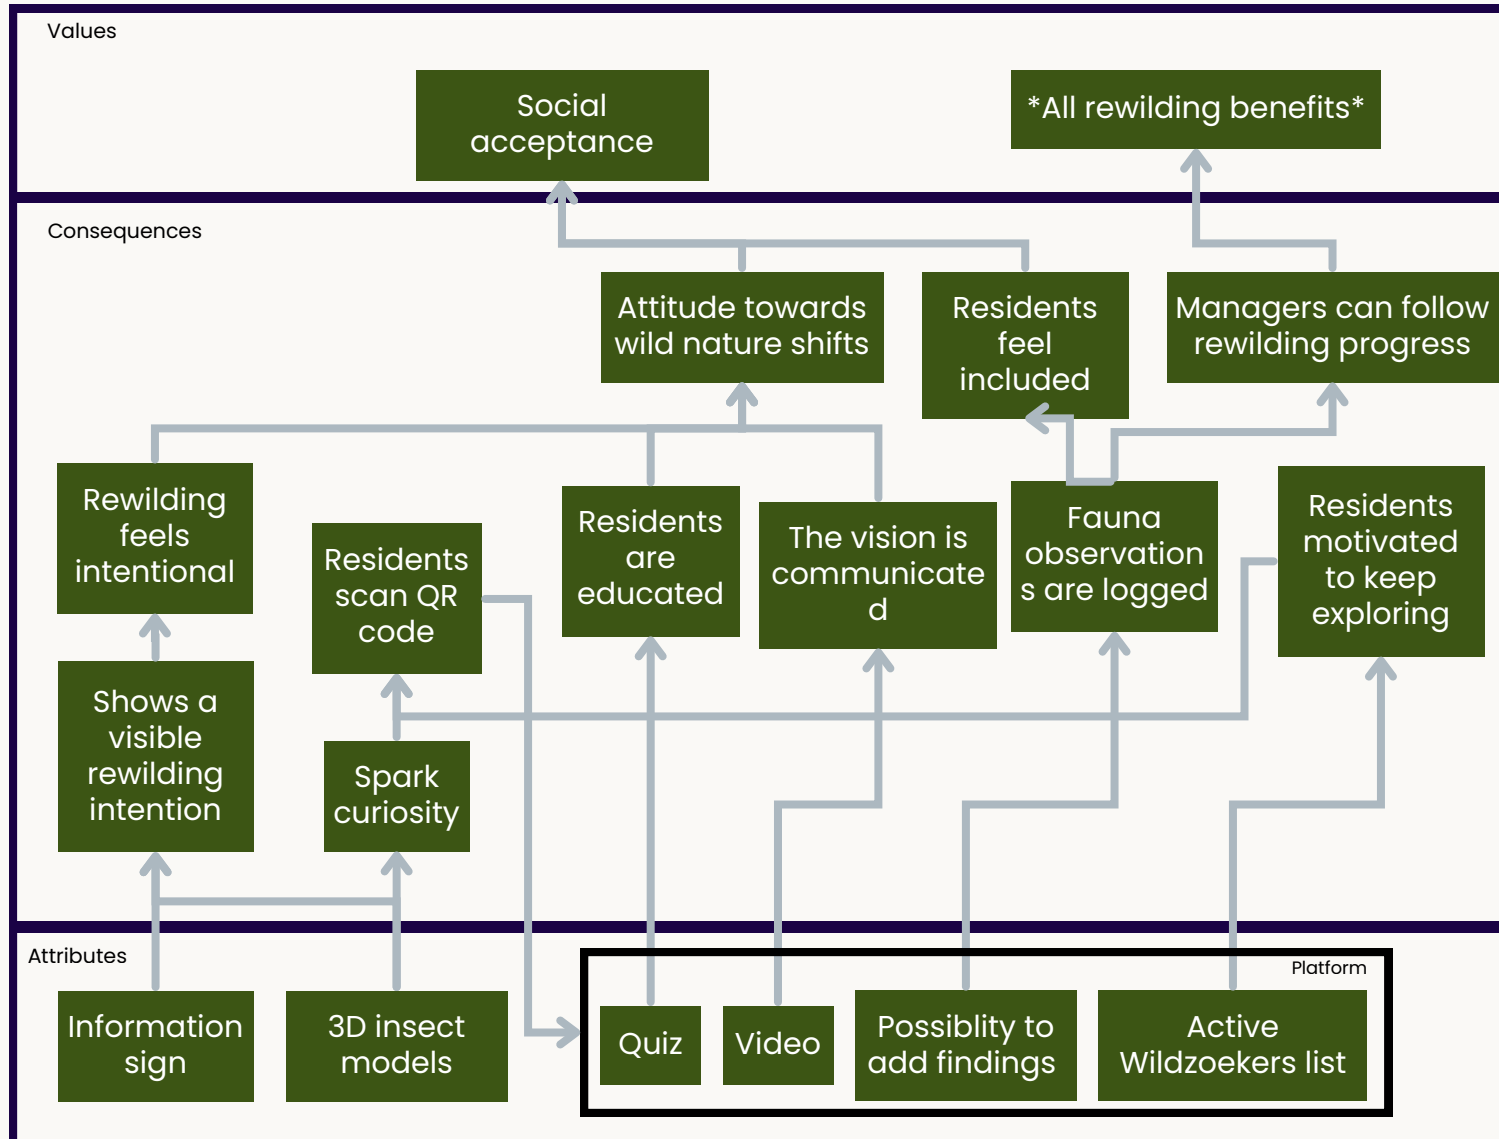 Values
Social
acceptance
*All rewilding benefits*
Consequences
Attitude towards
wild nature shifts
Residents
feel
included
Managers can follow
rewilding progress
Rewilding
feels
intentional
Residents
scan QR
code
Residents
are
educated
The vision is
communicate
d
Fauna
observation
s are logged
Residents
motivated
to keep
exploring
Shows a
visible
rewilding
intention
Spark
curiosity
Attributes
Platform
Information
sign
3D insect
models
Quiz
Video
Possiblity to
add findings
Active
Wildzoekers list